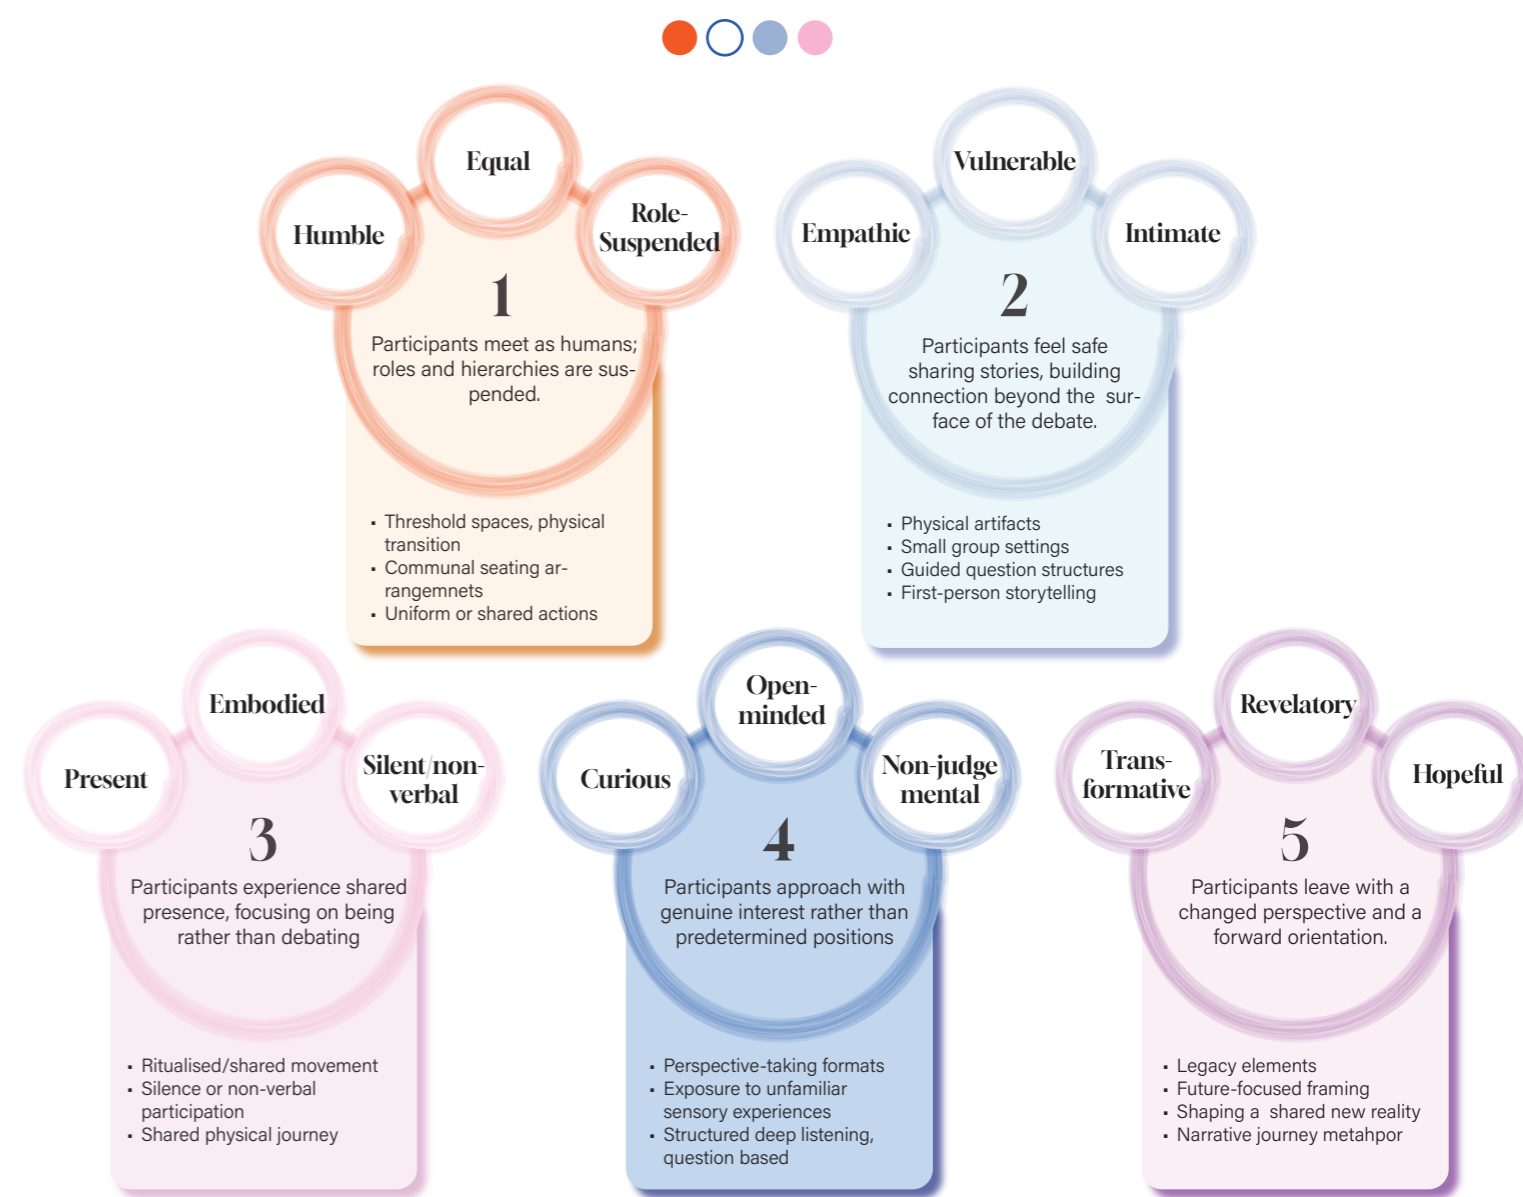 Humble
Equal
Role-
Suspended
1
Participants meet as humans;
roles and hierarchies are sus-
pended.
▪ Threshold spaces, physical
transition
▪ Communal seating ar-
rangemnets
▪ Uniform or shared actions
Empathic
Vulnerable
Intimate
2
Participants feel safe
sharing stories, building
connection beyond the sur-
face of the debate.
▪ Physical artifacts
▪ Small group settings
▪ Guided question structures
▪ First-person storytelling
Present
Embodied
Silent/non-
verbal
3
Participants experience shared
presence, focusing on being
rather than debating
▪ Ritualised/shared movement
▪ Silence or non-verbal
participation
▪ Shared physical journey
Curious
Open-
minded
Non-judge
mental
4
Participants approach with
genuine interest rather than
predetermined positions
▪ Perspective-taking formats
▪ Exposure to unfamiliar
sensory experiences
▪ Structured deep listening,
question based
Trans-
formative
Revelatory
Hopeful
5
Participants leave with a
changed perspective and a
forward orientation.
▪ Legacy elements
▪ Future-focused framing
▪ Shaping a shared new reality
▪ Narrative journey metahpor